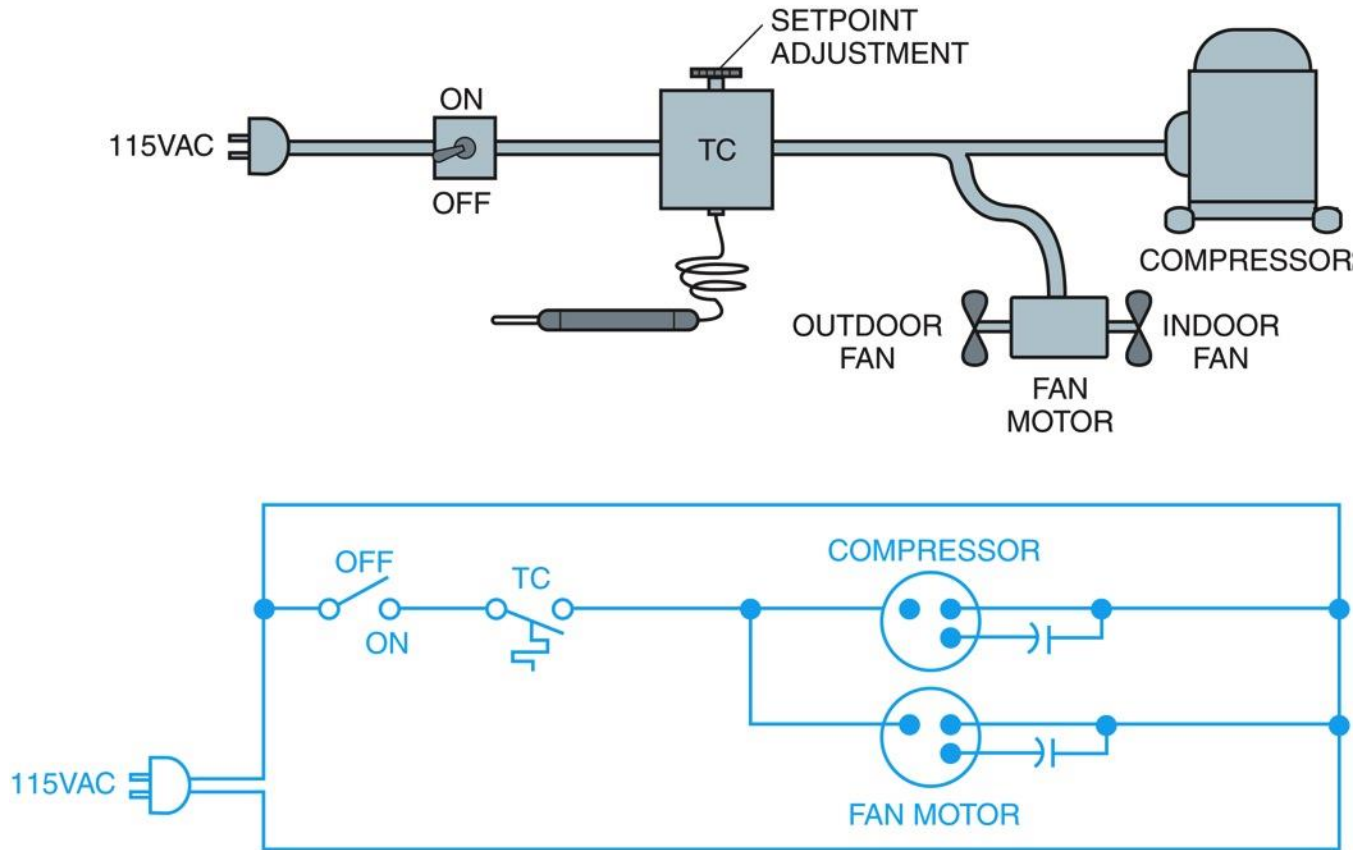 SETPOINT
ADJUSTMENT
ON
115VAC
TC
OFF
COMPRESSOR
OUTDOOR
FAN
INDOOR
FAN
FAN
MOTOR
COMPRESSOR
OFF
TC
ON
115VAC
FAN MOTOR